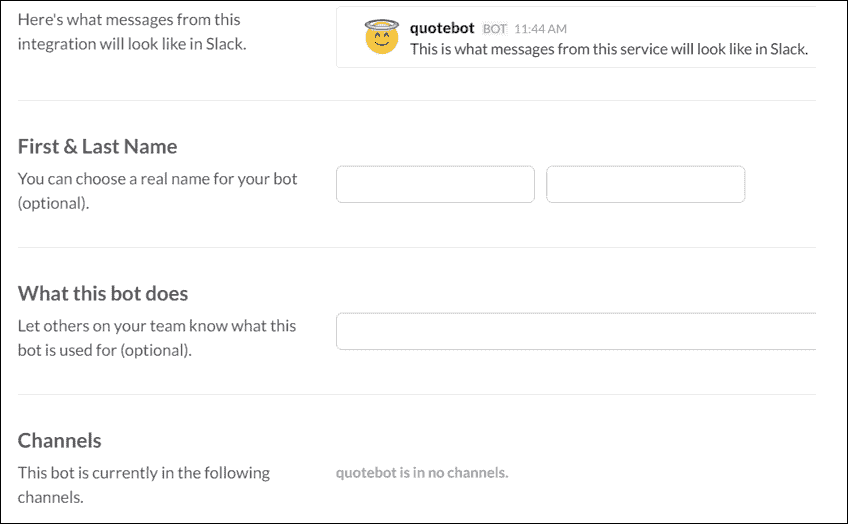 Here's what messages from this
integration will look like in Slack.
quotebot BOT 11:44 AM
This is what messages from this service will look like in Slack.
First & Last Name
You can choose a real name for your bot
(optional).
What this bot does
Let others on your team know what this
bot is used for (optional).
Channels
This bot is currently in the following
channels.
quotebot is in no channels.